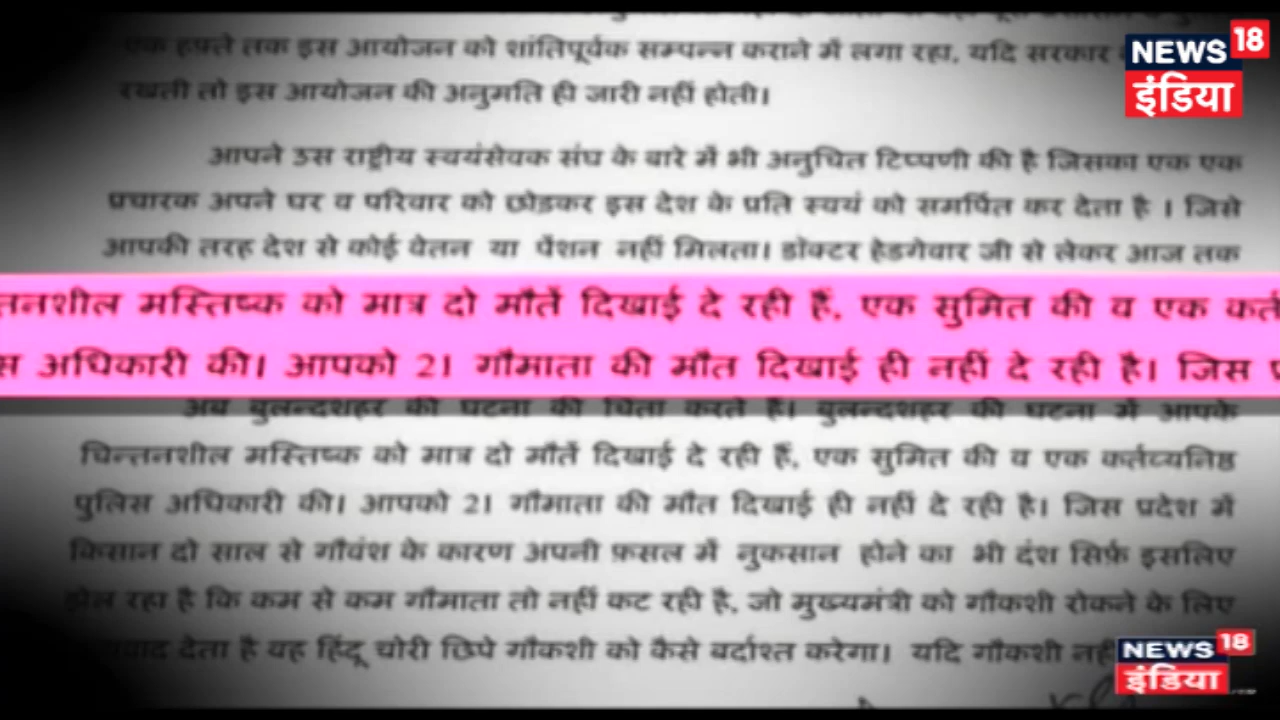 एक हफ़्ते तक इस आयोजन को शांतिपूर्वक सम्पन्न कराने में लगा रहा, यदि सरकार
NEWS 18
इंडिया
रखती तो इस आयोजन की अनुमति ही जारी नहीं होती।
आपने उस राष्ट्रीय स्वयंसेवक संघ के बारे में भी अनुचित टिप्पणी की है जिसका एक एक
प्रचारक अपने घर व परिवार को छोड़कर इस देश के प्रति स्वयं को समर्पित कर देता है । जिसे
आपकी तरह देश से कोई वेतन या पेंशन नहीं मिलता। डॉक्टर हेडगेवार जी से लेकर आज तक
तनशील मस्तिष्क को मात्र दो मौतें दिखाई दे रही हैं, एक सुमित की व एक कर्त
स अधिकारी की। आपको 21 गौमाता की मौत दिखाई ही नहीं दे रही है। जिस प्र
अब बुलन्दशहर की घटना की चिंता करते है। बुलन्दशहर की घटना में आपके
चिन्तनशील मस्तिष्क को मात्र दो मौतें दिखाई दे रही हैं, एक सुमित की व एक कर्तव्यनिष्ठ
पुलिस अधिकारी की। आपको 21 गौमाता की मौत दिखाई ही नहीं दे रही है। जिस प्रदेश में
किसान दो साल से गौवंश के कारण अपनी फ़सल में नुकसान होने का भी दंश सिर्फ़ इसलिए
झेल रहा है कि कम से कम गौमाता तो नहीं कट रही है, जो मुख्यमंत्री को गौकशी रोकने के लिए
देता है वह हिंदू चोरी छिपे गौकशी को कैसे बर्दाश्त करेगा। यदि गौकशी नहीं
NEWS 18
इंडिया